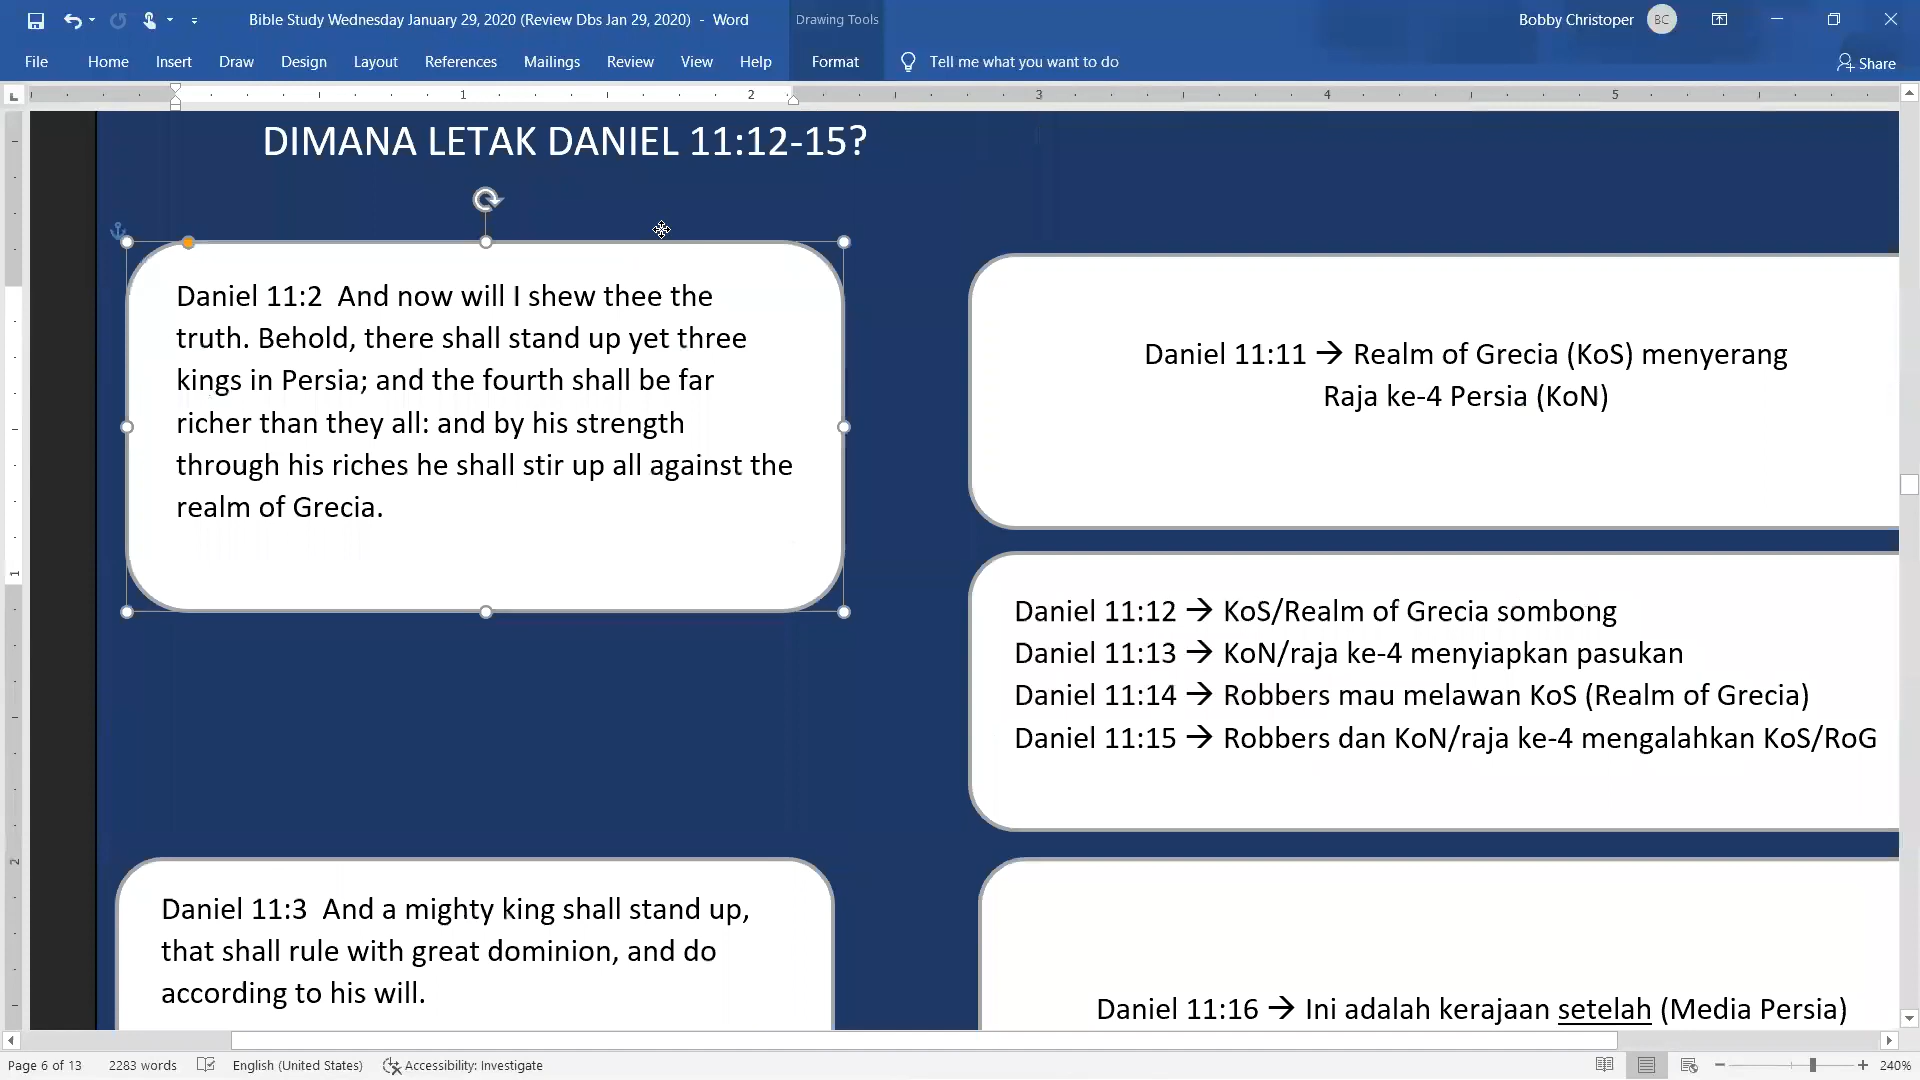 Bible Study Wednesday January 29, 2020 (Review Dbs Jan 29, 2020) - Word
Drawing Tools
Bobby Christoper
BC
File
Home
Insert
Draw
Design
Layout
References
Mailings
Review
View
Help
Format
Tell me what you want to do
Share
1
2
3
4
5
DIMANA LETAK DANIEL 11:12-15?
Daniel 11:2  And now will I shew thee the
truth. Behold, there shall stand up yet three
kings in Persia; and the fourth shall be far
richer than they all: and by his strength
through his riches he shall stir up all against the
realm of Grecia.
Daniel 11:11 → Realm of Grecia (KoS) menyerang
Raja ke-4 Persia (KoN)
Daniel 11:12 → KoS/Realm of Grecia sombong
Daniel 11:13 → KoN/raja ke-4 menyiapkan pasukan
Daniel 11:14 → Robbers mau melawan KoS (Realm of Grecia)
Daniel 11:15 → Robbers dan KoN/raja ke-4 mengalahkan KoS/RoG
Daniel 11:3  And a mighty king shall stand up,
that shall rule with great dominion, and do
according to his will.
Daniel 11:16 → Ini adalah kerajaan setelah (Media Persia)
1
2
Page 6 of 13
2283 words
English (United States)
Accessibility: Investigate
240%